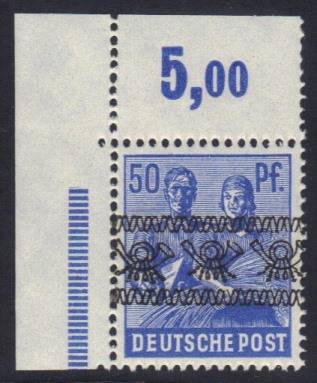 5,00
50 Pf.
DEUTSCHE POST